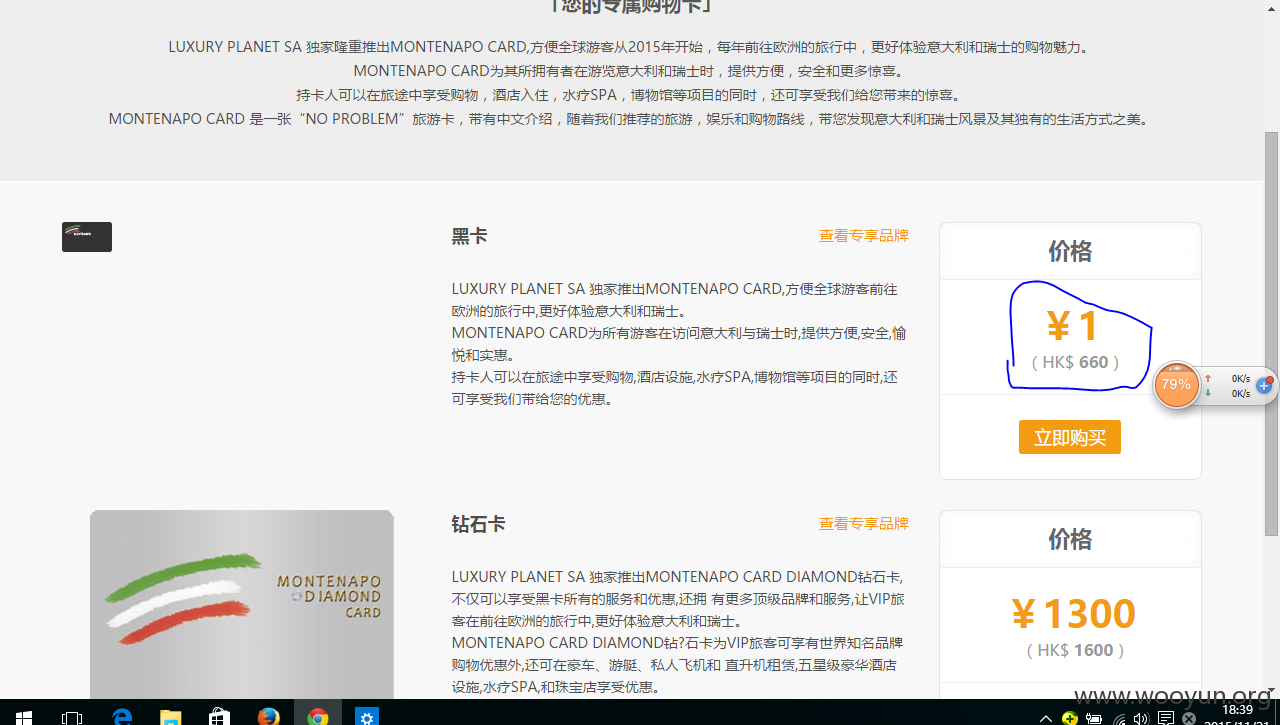 「您的专属购物卡」
LUXURY PLANET SA 独家隆重推出MONTENAPO CARD,方便全球游客从2015年开始，每年前往欧洲的旅行中，更好体验意大利和瑞士的购物魅力。
MONTENAPO CARD为其所拥有者在游览意大利和瑞士时，提供方便，安全和更多惊喜。
持卡人可以在旅途中享受购物，酒店入住，水疗SPA，博物馆等项目的同时，还可享受我们给您带来的惊喜。
MONTENAPO CARD 是一张“NO PROBLEM”旅游卡，带有中文介绍，随着我们推荐的旅游，娱乐和购物路线，带您发现意大利和瑞士风景及其独有的生活方式之美。
黑卡
查看专享品牌
LUXURY PLANET SA 独家推出MONTENAPO CARD,方便全球游客前往
欧洲的旅行中,更好体验意大利和瑞士。
MONTENAPO CARD为所有游客在访问意大利与瑞士时,提供方便,安全,愉
悦和实惠。
持卡人可以在旅途中享受购物,酒店设施,水疗SPA,博物馆等项目的同时,还
可享受我们带给您的优惠。
价格
￥1
( HK$ 660 )
立即购买
79%
0K/s
0K/s
MONTENAPO
DIAMOND
CARD
钻石卡
查看专享品牌
LUXURY PLANET SA 独家推出MONTENAPO CARD DIAMOND钻石卡,
不仅可以享受黑卡所有的服务和优惠,还拥 有更多顶级品牌和服务,让VIP旅
客在前往欧洲的旅行中,更好体验意大利和瑞士。
MONTENAPO CARD DIAMOND钻?石卡为VIP旅客可享有世界知名品牌
购物优惠外,还可在豪车、游艇、私人飞机和 直升机租赁,五星级豪华酒店
设施,水疗SPA,和珠宝店享受优惠。
价格
￥1300
( HK$ 1600 )
www.wooyun.org
18:39
2015/11/21